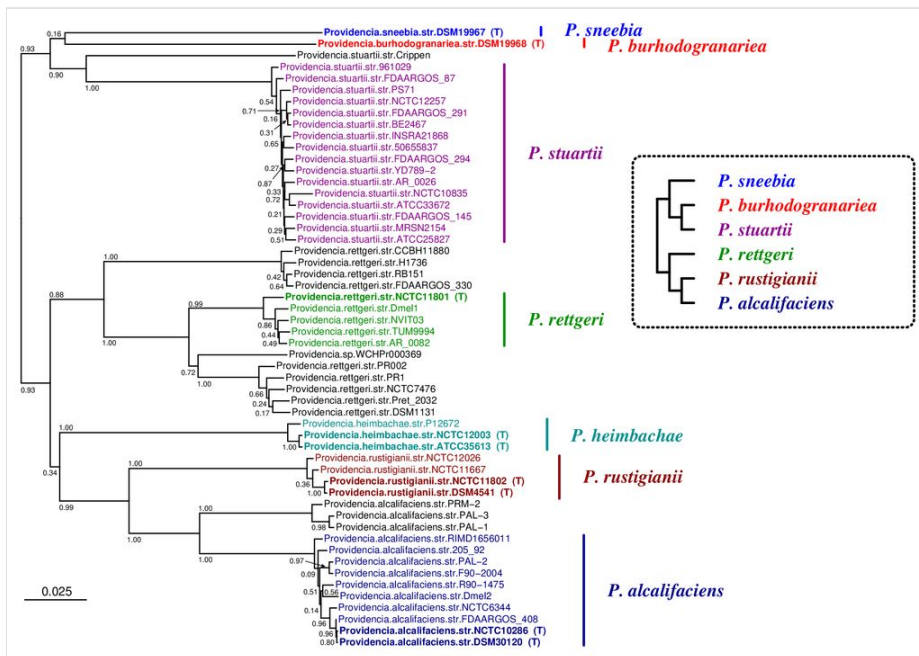 0.16
Providencia.sneebia.str.DSM19967 (T)
P. sneebia
0.93
Providencia.burhodogranariea.str.DSM19968 (T)
P. burhodogranariea
Providencia.stuartii.str.Crippen
0.90
Providencia.stuartii.str.961029
Providencia.stuartii.str.FDAARGOS_87
1.00
Providencia.stuartii.str.PS71
0.54
Providencia.stuartii.str.NCTC12257
0.71
Providencia.stuartii.str.FDAARGOS_291
0.16
Providencia.stuartii.str.BE2467
0.31
Providencia.stuartii.str.INSRA21868
0.65
Providencia.stuartii.str.50655837
P. stuartii
Providencia.stuartii.str.FDAARGOS_294
0.27
Providencia.stuartii.str.YD789−2
0.87
Providencia.stuartii.str.AR_0026
0.33
Providencia.stuartii.str.NCTC10835
0.72
Providencia.stuartii.str.ATCC33672
0.21
Providencia.stuartii.str.FDAARGOS_145
0.29
Providencia.stuartii.str.MRSN2154
0.51
Providencia.stuartii.str.ATCC25827
Providencia.rettgeri.str.CCBH11880
1.00
Providencia.rettgeri.str.H1736
0.42
Providencia.rettgeri.str.RB151
0.64
Providencia.rettgeri.str.FDAARGOS_330
0.88
Providencia.rettgeri.str.NCTC11801 (T)
0.99
Providencia.rettgeri.str.Dmel1
Providencia.rettgeri.str.NVIT03
P. rettgeri
0.86
Providencia.rettgeri.str.TUM9994
0.44
1.00
Providencia.rettgeri.str.AR_0082
0.49
Providencia.sp.WCHPr000369
Providencia.rettgeri.str.PR002
0.72
1.00
Providencia.rettgeri.str.PR1
0.93
Providencia.rettgeri.str.NCTC7476
0.66
Providencia.rettgeri.str.Pret_2032
0.24
Providencia.rettgeri.str.DSM1131
0.17
Providencia.heimbachae.str.P12672
1.00
Providencia.heimbachae.str.NCTC12003 (T)
P. heimbachae
Providencia.heimbachae.str.ATCC35613 (T)
1.00
Providencia.rustigianii.str.NCTC12026
1.00
Providencia.rustigianii.str.NCTC11667
0.34
Providencia.rustigianii.str.NCTC11802 (T)
P. rustigianii
0.36
Providencia.rustigianii.str.DSM4541 (T)
1.00
Providencia.alcalifaciens.str.PRM−2
0.99
Providencia.alcalifaciens.str.PAL−3
Providencia.alcalifaciens.str.PAL−1
0.98
1.00
Providencia.alcalifaciens.str.RIMD1656011
Providencia.alcalifaciens.str.205_92
1.00
0.97
Providencia.alcalifaciens.str.PAL−2
Providencia.alcalifaciens.str.F90−2004
0.09
Providencia.alcalifaciens.str.R90−1475
0.51
0.56
Providencia.alcalifaciens.str.Dmel2
P. alcalifaciens
Providencia.alcalifaciens.str.NCTC6344
0.14
Providencia.alcalifaciens.str.FDAARGOS_408
0.96
Providencia.alcalifaciens.str.NCTC10286 (T)
0.96
Providencia.alcalifaciens.str.DSM30120 (T)
0.80
0.025
P. sneebia
P. burhodogranariea
P. stuartii
P. rettgeri
P. rustigianii
P. alcalifaciens